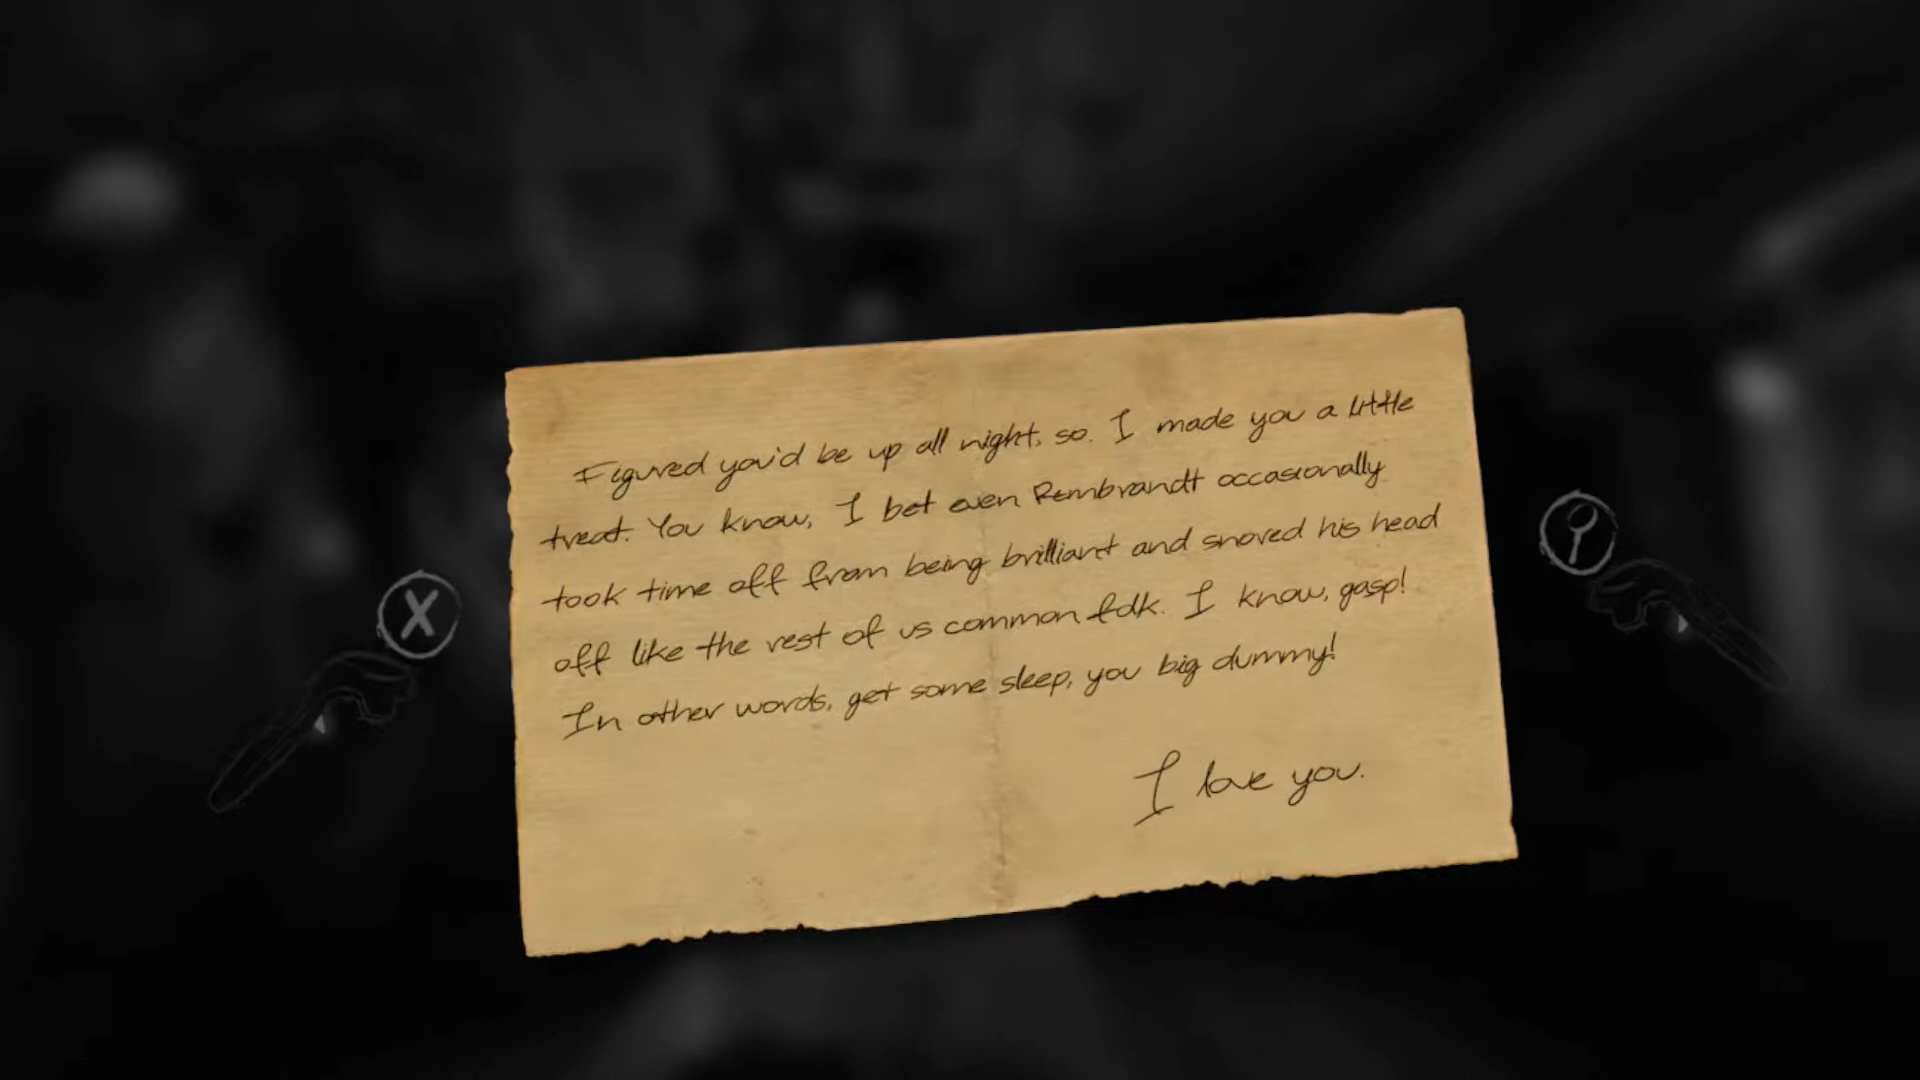 Figured you'd be up all night, so. I made you a little
treat. You know, I bet even Rembrandt occasionally
took time off from being brilliant and snored his head
off like the rest of us common folk. I know, gasp!
In other words, get some sleep, you big dummy!
I love you.
X